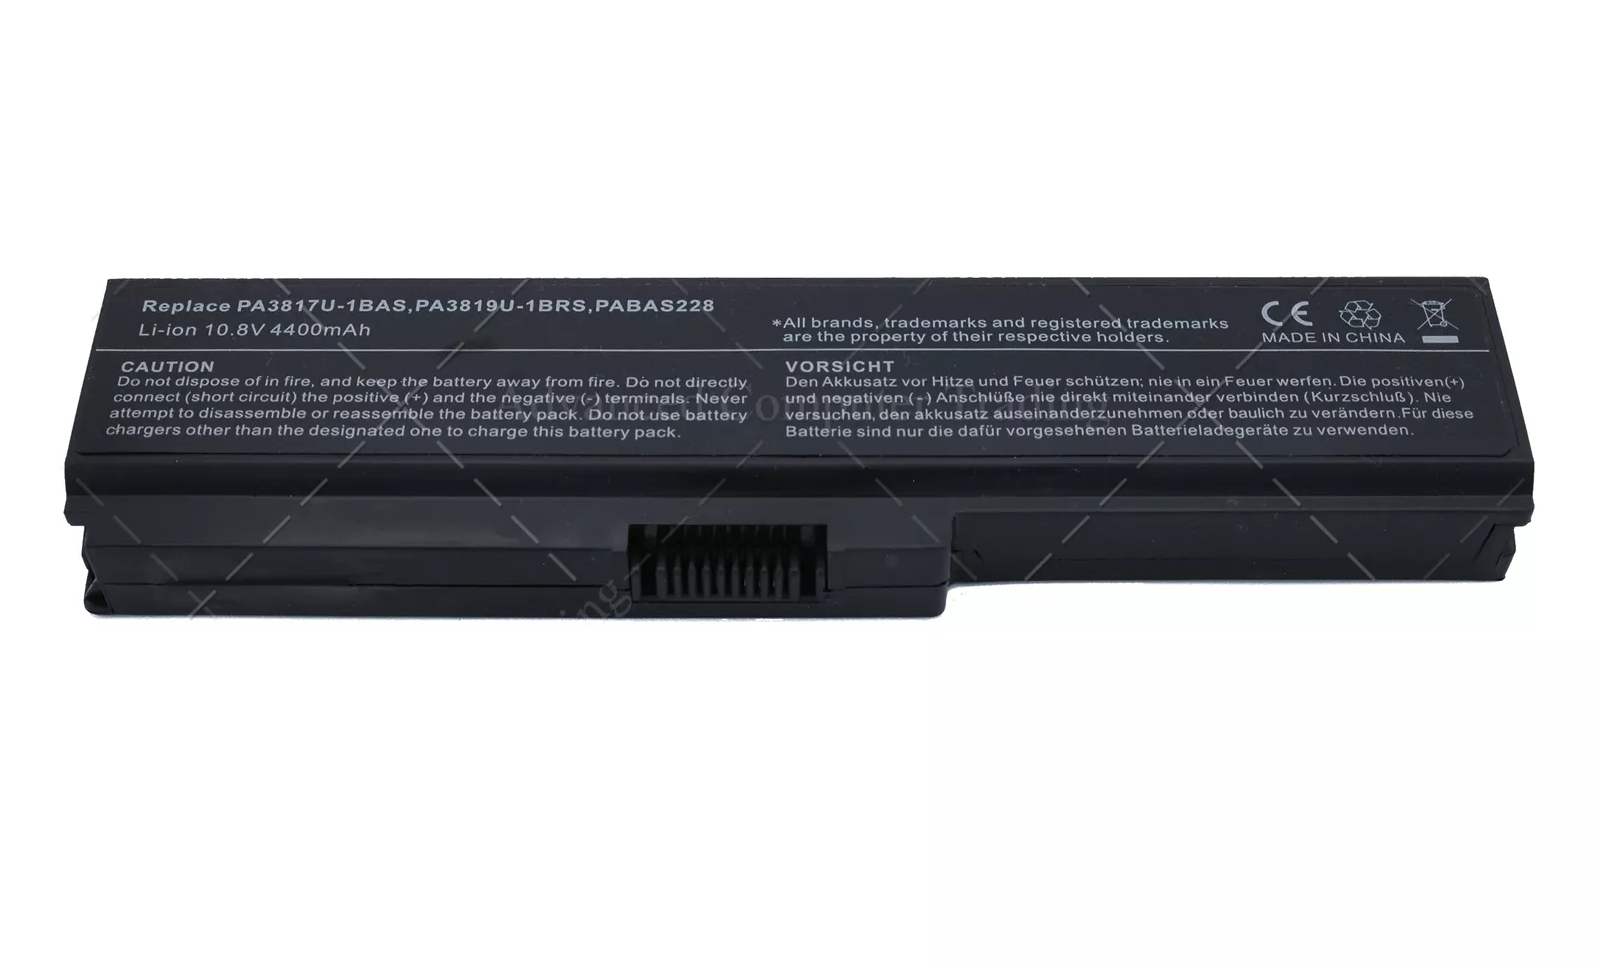 Replace PA3817U-1BAS,PA3819U-1BRS,PABAS228
Li-ion 10.8V 4400mAh
*All brands, trademarks and registered trademarks
are the property of their respective holders.
CE
MADE IN CHINA
CAUTION
Do not dispose of in fire, and keep the battery away from fire. Do not directly
connect (short circuit) the positive (+) and the negative (-) terminals. Never
attempt to disassemble or reassemble the battery pack. Do not use battery
chargers other than the designated one to charge this battery pack.
VORSICHT
Den Akkusatz vor Hitze und Feuer schützen; nie in ein Feuer werfen. Die positiven(+)
und negativen (-) Anschlüße nie direkt miteinander verbinden (Kurzschluß). Nie
versuchen, den akkusatz auseinanderzunehmen oder baulich zu verändern.Für diese
Batterie sind nur die dafür vorgesehenen Batterieladegeräte zu verwenden.
Advanced Computer Trading